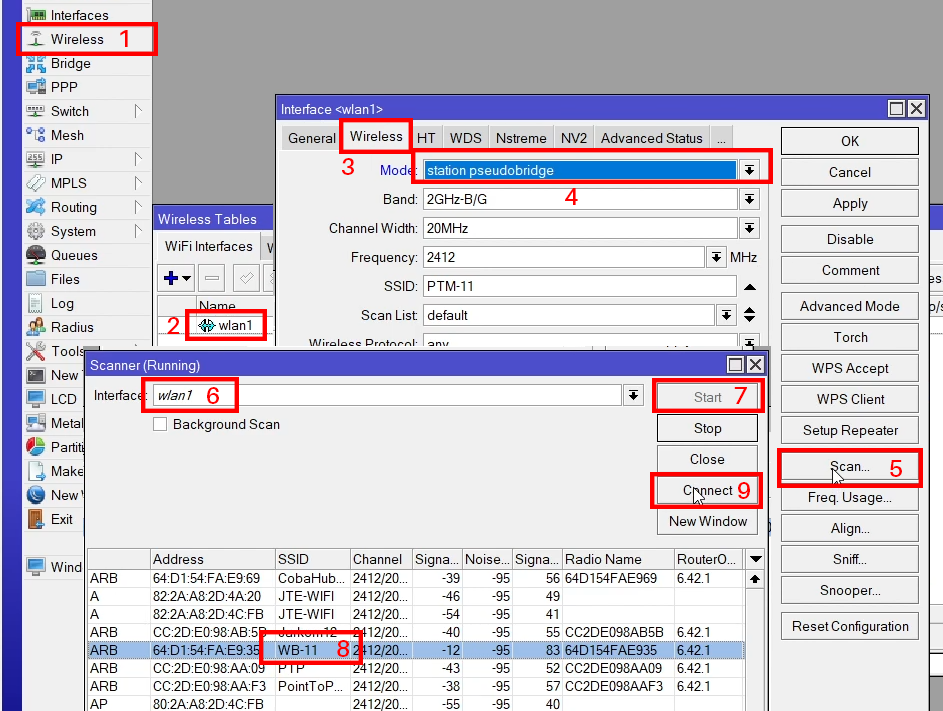 Interfaces
Wireless 1
Bridge
PPP
Switch
Mesh
IP
MPLS
Routing
System
Queues
Files
Log
Radius
Tools
New
LCD
Partiti
Make
New
Exit
Wind
Wireless Tables
WiFi Interfaces
Name
2 wlan1
Interface <wlan1>
General Wireless HT WDS Nstreme NV2 Advanced Status ...
3 Mode: station pseudobridge
Band: 2GHz-B/G 4
Channel Width: 20MHz
Frequency: 2412 MHz
SSID: PTM-11
Scan List: default
Wireless Protocol: any
OK
Cancel
Apply
Disable
Comment
Advanced Mode
Torch
WPS Accept
WPS Client
Setup Repeater
Scan... 5
Freq. Usage...
Align...
Sniff...
Snooper...
Reset Configuration
Scanner (Running)
Interface: wlan1 6
Background Scan
Start 7
Stop
Close
Connect 9
New Window
Address SSID Channel Signa... Noise... Signa... Radio Name RouterO...
ARB 64:D1:54:FA:E9:69 CobaHub... 2412/20... -39 -95 56 64D154FAE969 6.42.1
A 82:2A:A8:2D:4A:20 JTE-WIFI 2412/20... -46 -95 49
A 82:2A:A8:2D:4C:FB JTE-WIFI 2412/20... -54 -95 41
ARB CC:2D:E0:98:AB:5B Jarkom12 2412/20... -40 -95 55 CC2DE098AB5B 6.42.1
ARB 64:D1:54:FA:E9:35 WB-11 8 2412/20... -12 -95 83 64D154FAE935 6.42.1
ARB CC:2D:E0:98:AA:09 PTP 2412/20... -43 -95 52 CC2DE098AA09 6.42.1
ARB CC:2D:E0:98:AA:F3 PointToP... 2412/20... -38 -95 57 CC2DE098AAF3 6.42.1
AP 80:2A:A8:2D:4C:FB 2412/20... -55 -95 40